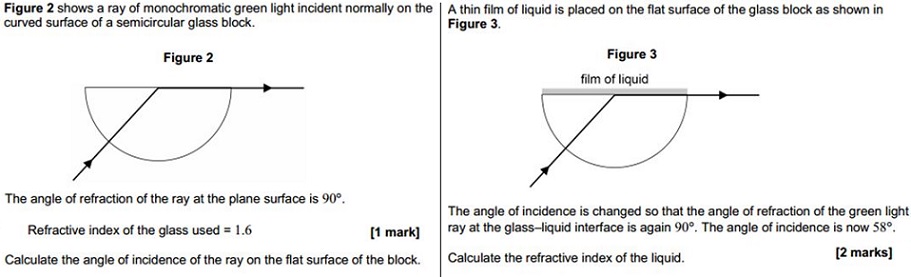 Figure 2 shows a ray of monochromatic green light incident normally on the
curved surface of a semicircular glass block.
Figure 2
The angle of refraction of the ray at the plane surface is 90°.
Refractive index of the glass used = 1.6
[1 mark]
Calculate the angle of incidence of the ray on the flat surface of the block.
A thin film of liquid is placed on the flat surface of the glass block as shown in
Figure 3.
Figure 3
film of liquid
The angle of incidence is changed so that the angle of refraction of the green light
ray at the glass–liquid interface is again 90°. The angle of incidence is now 58°.
[2 marks]
Calculate the refractive index of the liquid.